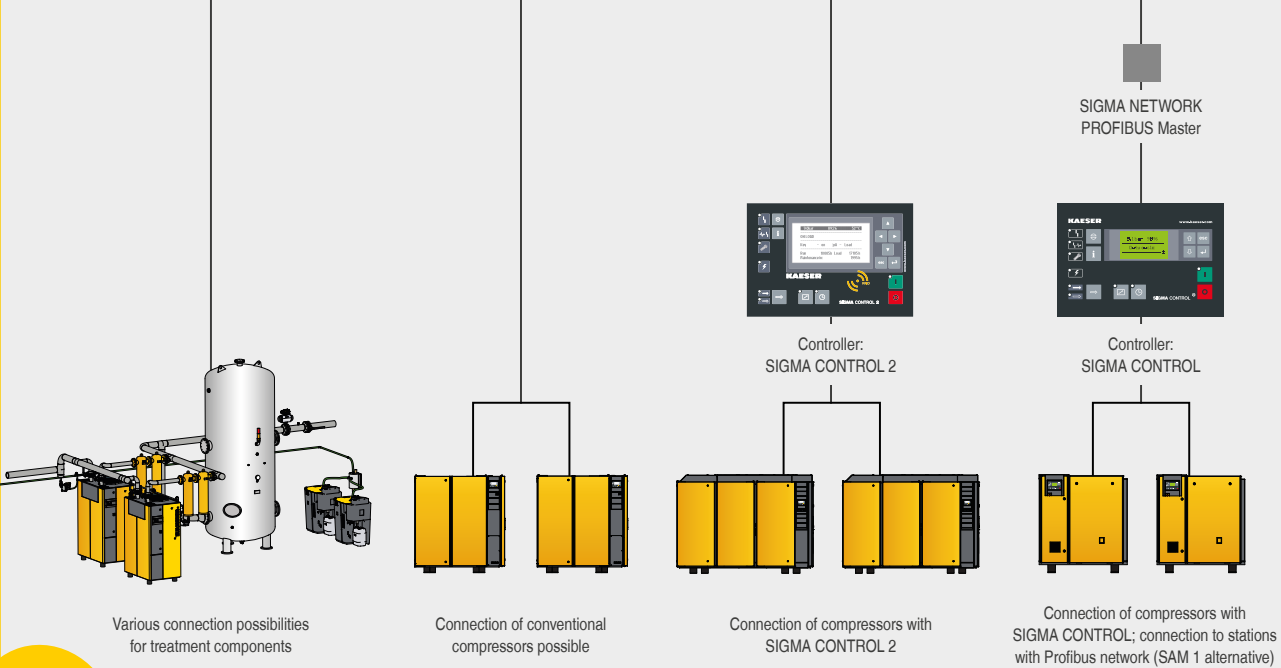 SIGMA NETWORK
PROFIBUS Master
KAESER
SIGMA CONTROL 2
KAESER
SIGMA CONTROL
Controller:
SIGMA CONTROL 2
Controller:
SIGMA CONTROL
Various connection possibilities
for treatment components
Connection of conventional
compressors possible
Connection of compressors with
SIGMA CONTROL 2
Connection of compressors with
SIGMA CONTROL; connection to stations
with Profibus network (SAM 1 alternative)